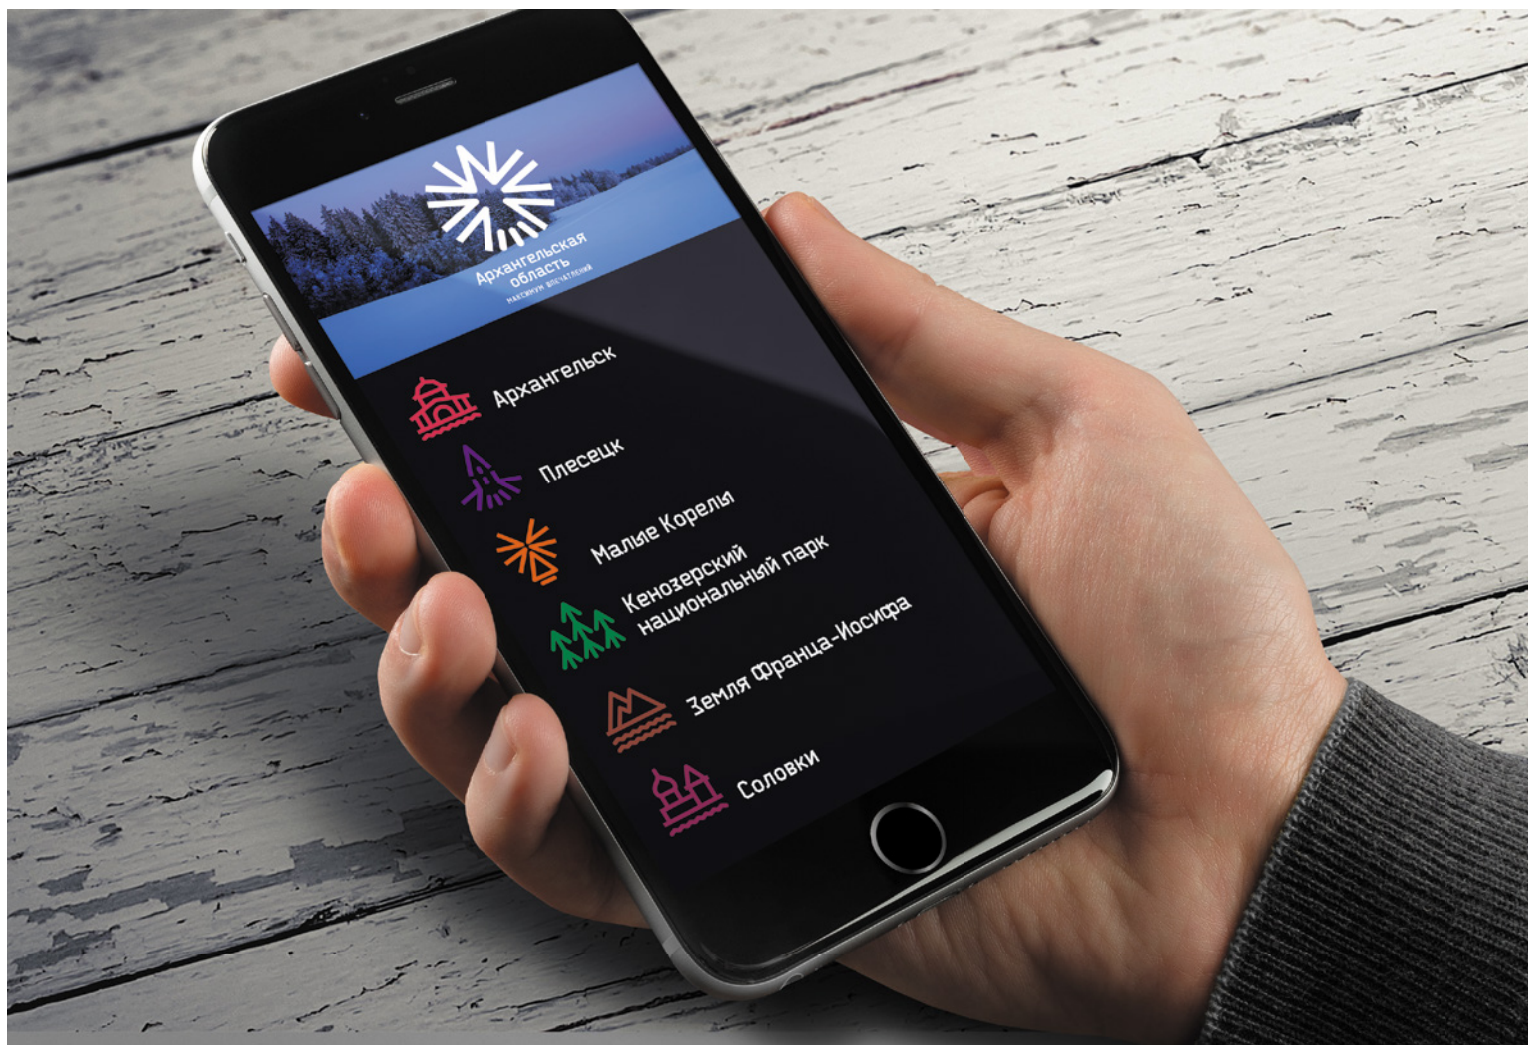 Архангельская
область
МАКСИМУМ ВПЕЧАТЛЕНИЙ
Архангельск
Плесецк
Малые Корелы
Кенозерский
национальный парк
Земля Франца-Иосифа
Соловки